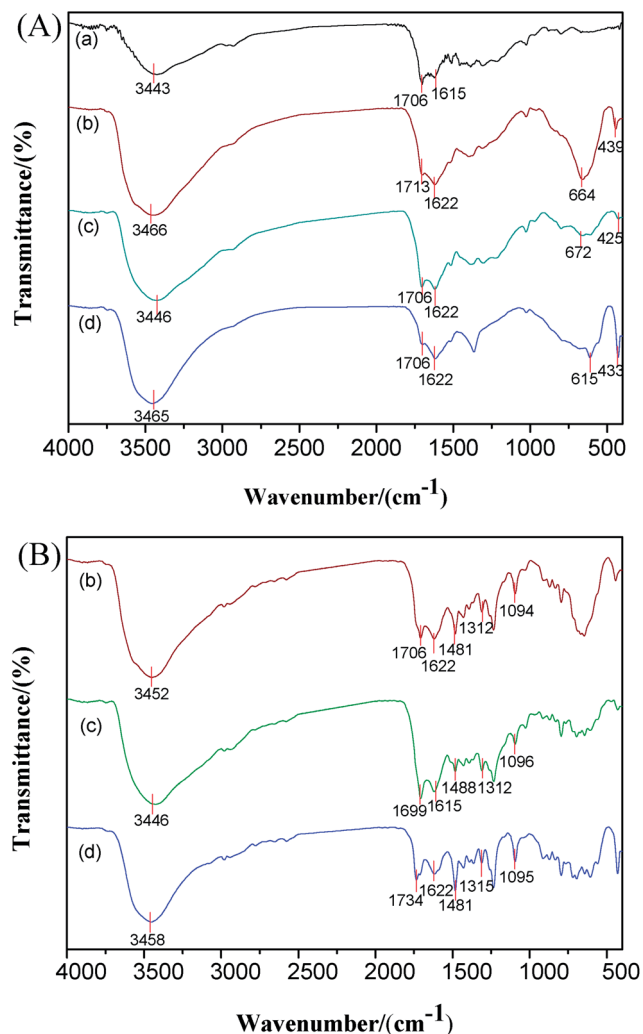 (A)
(a)
3443
1706 1615
(b)
439
1713
664
1622
3466
(c)
425
672
1706
1622
3446
(d)
1706
1622
615
433
3465
Transmittance/(%)
4000 3500 3000 2500 2000 1500 1000 500
Wavenumber/(cm-1)
(B)
(b)
1312 1094
1706
1622
1481
3452
(c)
1096
1488 1312
1699 1615
3446
(d)
1315 1095
1734 1622
1481
3458
Transmittance/(%)
4000 3500 3000 2500 2000 1500 1000 500
Wavenumber/(cm-1)